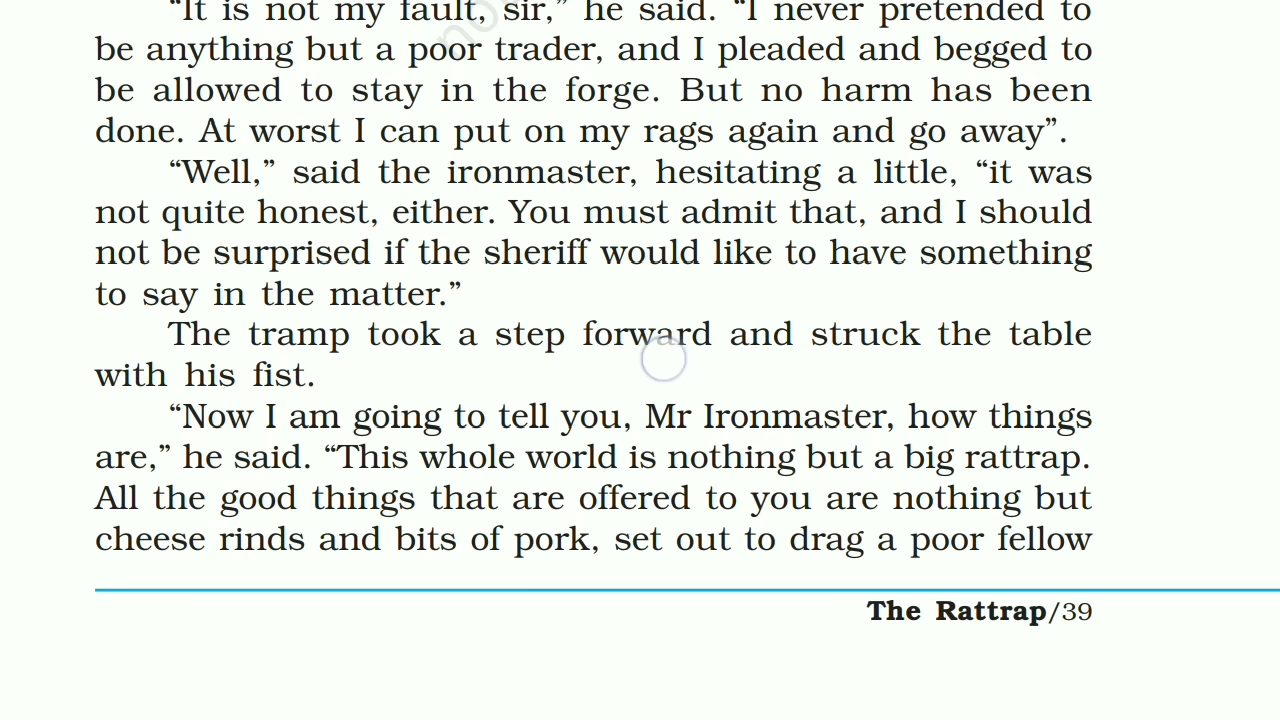 “It is not my fault, sir,” he said. “I never pretended to
be anything but a poor trader, and I pleaded and begged to
be allowed to stay in the forge. But no harm has been
done. At worst I can put on my rags again and go away”.
“Well,” said the ironmaster, hesitating a little, “it was
not quite honest, either. You must admit that, and I should
not be surprised if the sheriff would like to have something
to say in the matter.”
The tramp took a step forward and struck the table
with his fist.
“Now I am going to tell you, Mr Ironmaster, how things
are,” he said. “This whole world is nothing but a big rattrap.
All the good things that are offered to you are nothing but
cheese rinds and bits of pork, set out to drag a poor fellow
The Rattrap/39